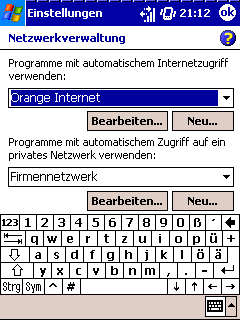 Einstellungen 21:12 ok
Netzwerkverwaltung ?
Programme mit automatischem Internetzugriff
verwenden:
Orange Internet
Bearbeiten... Neu...
Programme mit automatischem Zugriff auf ein
privates Netzwerk verwenden:
Firmennetzwerk
Bearbeiten... Neu...
123 1 2 3 4 5 6 7 8 9 0 ß ´
q w e r t z u i o p ü +
a s d f g h j k l ö ä
y x c v b n m , . -
Strg Sym ^ #